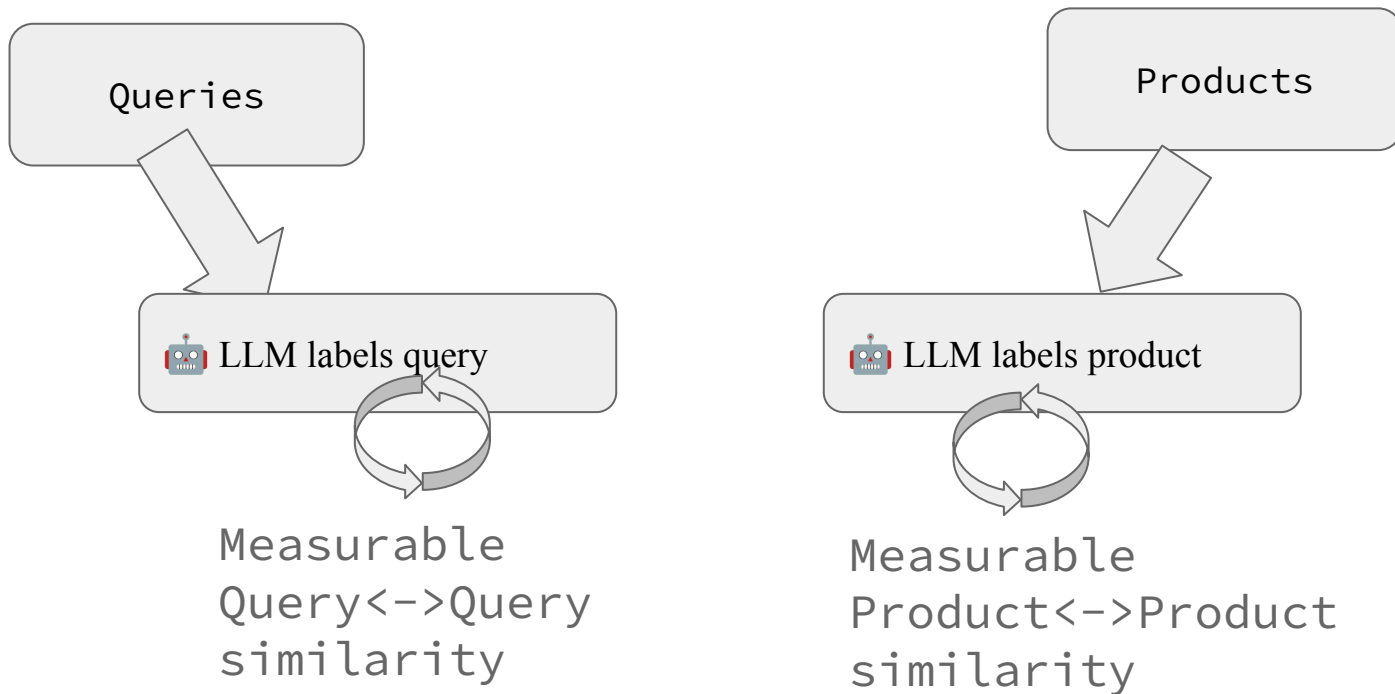 Queries
Products
🤖 LLM labels query
🤖 LLM labels product
Measurable
Query<->Query
similarity
Measurable
Product<->Product
similarity